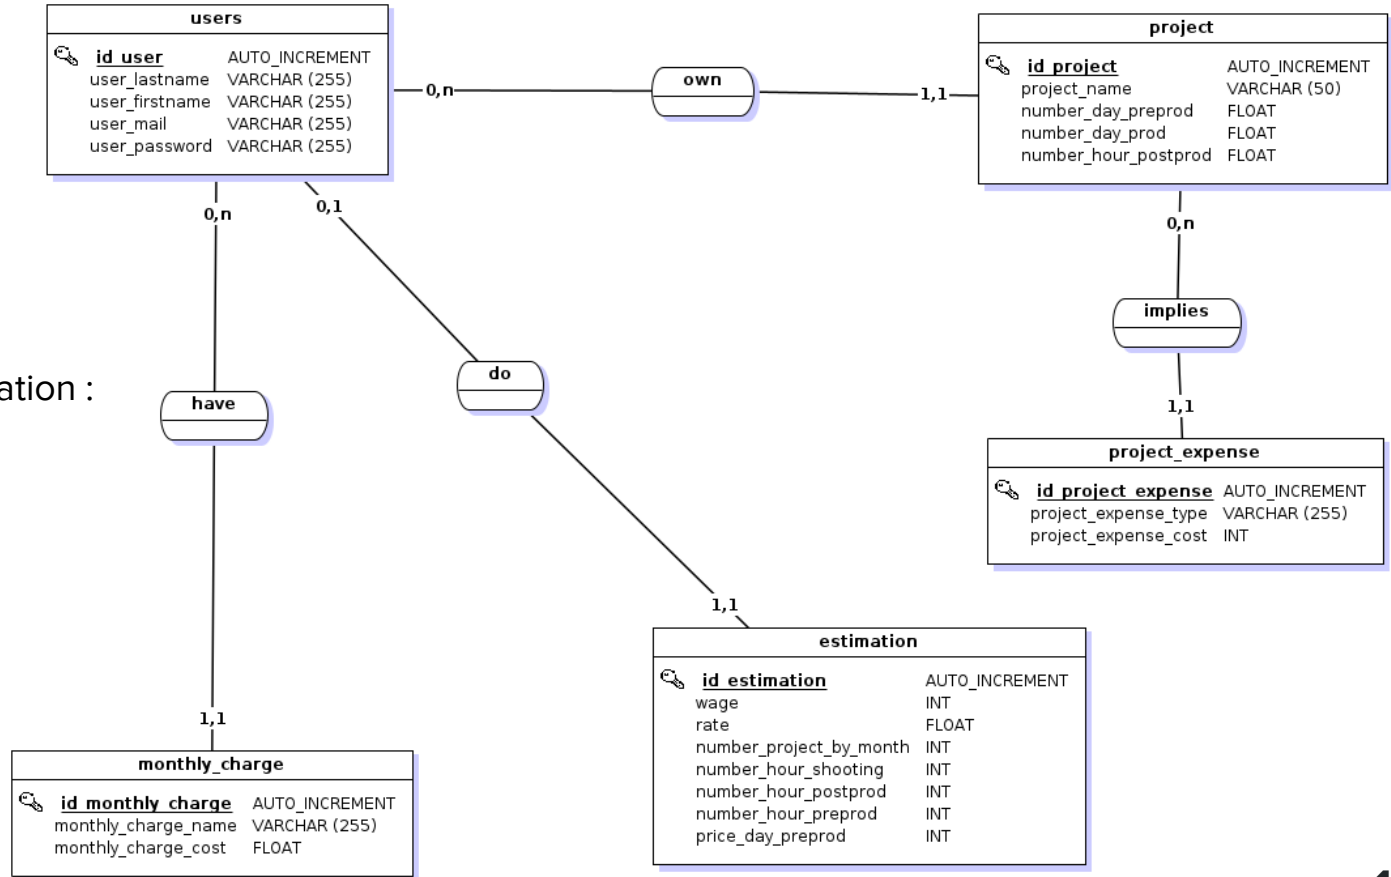 users
id_user AUTO_INCREMENT
user_lastname VARCHAR (255)
user_firstname VARCHAR (255)
user_mail VARCHAR (255)
user_password VARCHAR (255)
0,n
own
1,1
project
id_project AUTO_INCREMENT
project_name VARCHAR (50)
number_day_preprod FLOAT
number_day_prod FLOAT
number_hour_postprod FLOAT
0,n
0,1
0,n
implies
1,1
do
ation :
have
project_expense
id_project_expense AUTO_INCREMENT
project_expense_type VARCHAR (255)
project_expense_cost INT
1,1
estimation
id_estimation AUTO_INCREMENT
wage INT
rate FLOAT
number_project_by_month INT
number_hour_shooting INT
number_hour_postprod INT
number_hour_preprod INT
price_day_preprod INT
1,1
monthly_charge
id_monthly_charge AUTO_INCREMENT
monthly_charge_name VARCHAR (255)
monthly_charge_cost FLOAT